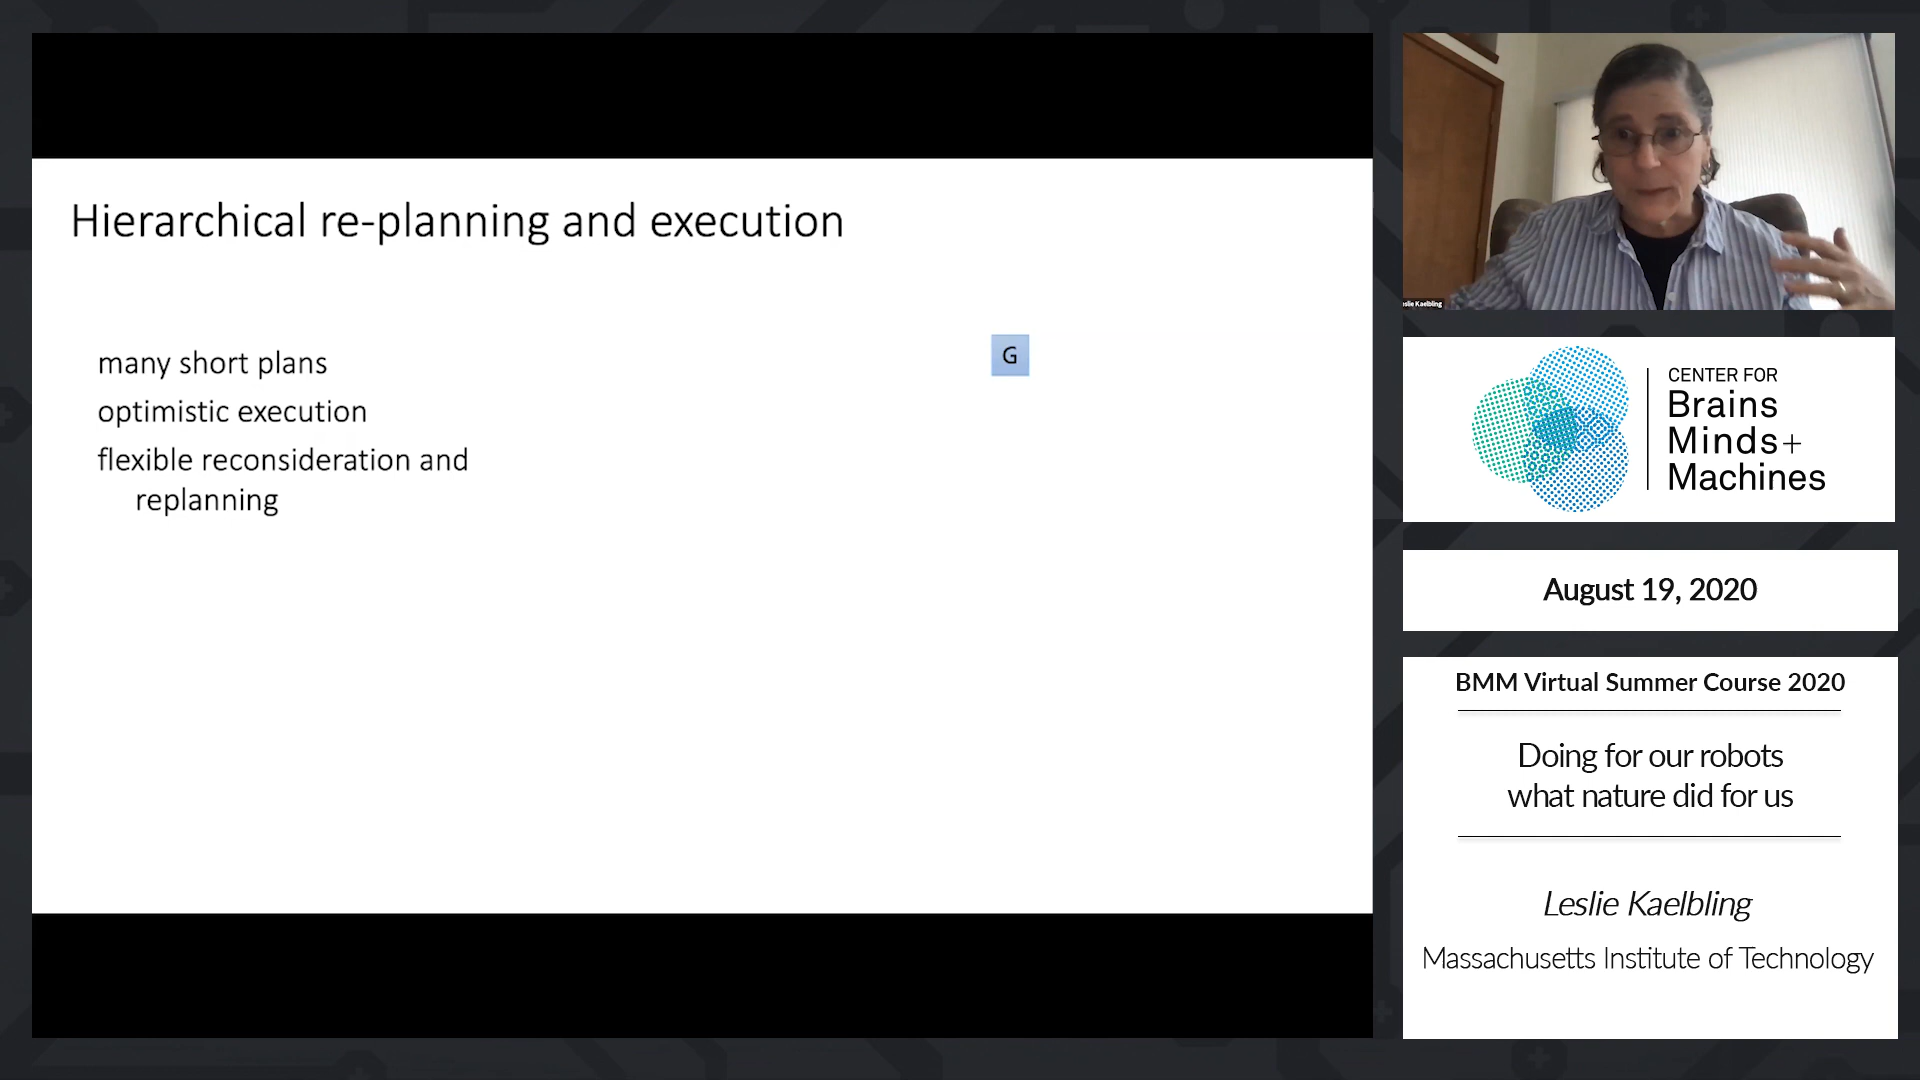 Hierarchical re-planning and execution
many short plans
optimistic execution
flexible reconsideration and
replanning
G
Leslie Kaelbling
CENTER FOR
Brains
Minds+
Machines
August 19, 2020
BMM Virtual Summer Course 2020
Doing for our robots
what nature did for us
Leslie Kaelbling
Massachusetts Institute of Technology